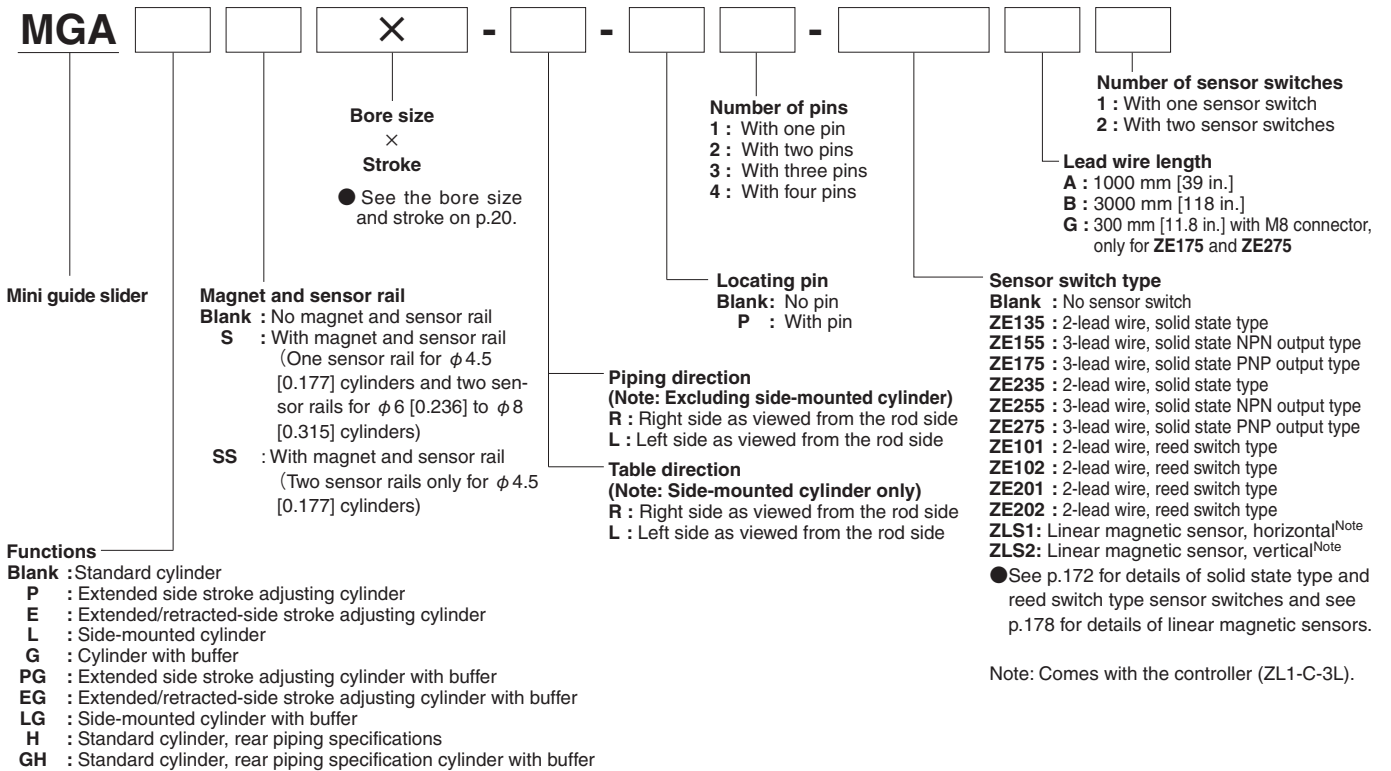 MGA × - - -
Mini guide slider
Functions
Blank : Standard cylinder
P : Extended side stroke adjusting cylinder
E : Extended/retracted-side stroke adjusting cylinder
L : Side-mounted cylinder
G : Cylinder with buffer
PG : Extended side stroke adjusting cylinder with buffer
EG : Extended/retracted-side stroke adjusting cylinder with buffer
LG : Side-mounted cylinder with buffer
H : Standard cylinder, rear piping specifications
GH : Standard cylinder, rear piping specification cylinder with buffer
Magnet and sensor rail
Blank : No magnet and sensor rail
S : With magnet and sensor rail
(One sensor rail for φ4.5
[0.177] cylinders and two sen-
sor rails for φ6 [0.236] to φ8
[0.315] cylinders)
SS : With magnet and sensor rail
(Two sensor rails only for φ4.5
[0.177] cylinders)
Bore size
×
Stroke
● See the bore size
and stroke on p.20.
Piping direction
(Note: Excluding side-mounted cylinder)
R : Right side as viewed from the rod side
L : Left side as viewed from the rod side
Table direction
(Note: Side-mounted cylinder only)
R : Right side as viewed from the rod side
L : Left side as viewed from the rod side
Locating pin
Blank: No pin
P : With pin
Number of pins
1 : With one pin
2 : With two pins
3 : With three pins
4 : With four pins
Sensor switch type
Blank : No sensor switch
ZE135 : 2-lead wire, solid state type
ZE155 : 3-lead wire, solid state NPN output type
ZE175 : 3-lead wire, solid state PNP output type
ZE235 : 2-lead wire, solid state type
ZE255 : 3-lead wire, solid state NPN output type
ZE275 : 3-lead wire, solid state PNP output type
ZE101 : 2-lead wire, reed switch type
ZE102 : 2-lead wire, reed switch type
ZE201 : 2-lead wire, reed switch type
ZE202 : 2-lead wire, reed switch type
ZLS1: Linear magnetic sensor, horizontalNote
ZLS2: Linear magnetic sensor, verticalNote
●See p.172 for details of solid state type and
reed switch type sensor switches and see
p.178 for details of linear magnetic sensors.
Note: Comes with the controller (ZL1-C-3L).
Lead wire length
A : 1000 mm [39 in.]
B : 3000 mm [118 in.]
G : 300 mm [11.8 in.] with M8 connector,
only for ZE175 and ZE275
Number of sensor switches
1 : With one sensor switch
2 : With two sensor switches